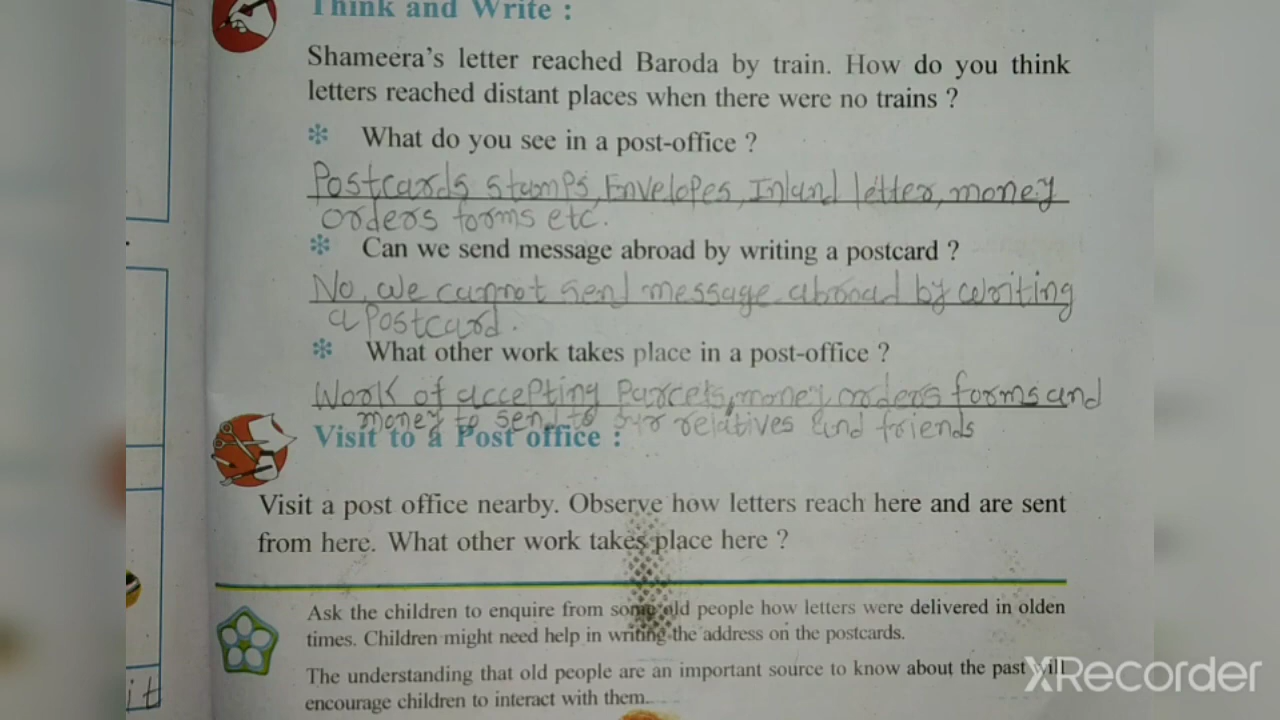 Think and Write :
Shameera's letter reached Baroda by train. How do you think
letters reached distant places when there were no trains ?
❊ What do you see in a post-office ?
Postcards stamps, Envelopes, Inland letter, money
orders forms etc.
❊ Can we send message abroad by writing a postcard ?
No, we cannot send message abroad by writing
a postcard.
❊ What other work takes place in a post-office ?
Work of accepting Parcels, money orders forms and
money to send to our relatives and friends
Visit to a Post office :
Visit a post office nearby. Observe how letters reach here and are sent
from here. What other work takes place here ?
Ask the children to enquire from some old people how letters were delivered in olden
times. Children might need help in writing the address on the postcards.
The understanding that old people are an important source to know about the past will
encourage children to interact with them.
it
XRecorder